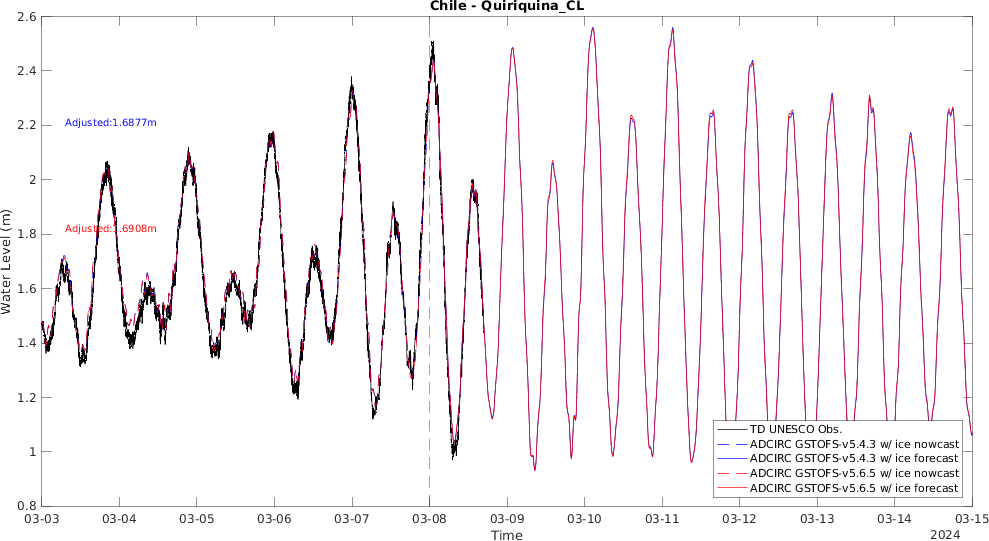 Chile - Quiriquina_CL
2.6
2.4
2.2
2
1.8
1.6
1.4
1.2
1
0.8
Water Level (m)
Adjusted:1.6877m
Adjusted:1.6908m
TD UNESCO Obs.
ADCIRC GSTOFS-v5.4.3 w/ ice nowcast
ADCIRC GSTOFS-v5.4.3 w/ ice forecast
ADCIRC GSTOFS-v5.6.5 w/ ice nowcast
ADCIRC GSTOFS-v5.6.5 w/ ice forecast
03-03 03-04 03-05 03-06 03-07 03-08 03-09 03-10 03-11 03-12 03-13 03-14 03-15
Time
2024